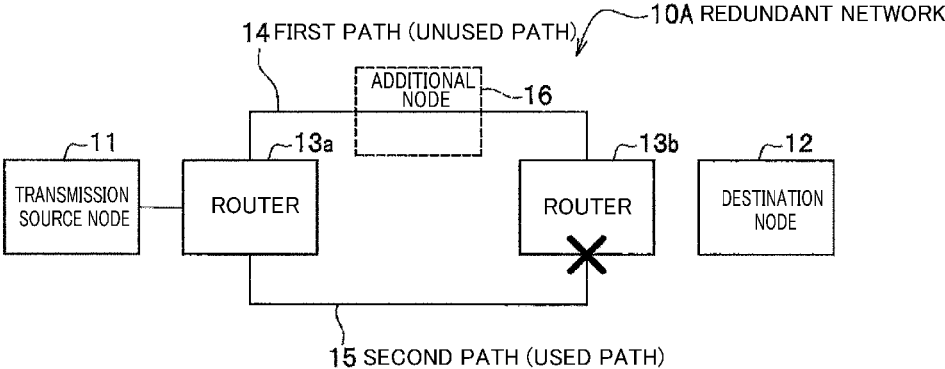 10A REDUNDANT NETWORK
14 FIRST PATH (UNUSED PATH)
ADDITIONAL
NODE
16
11
13a
13b
12
TRANSMISSION
SOURCE NODE
ROUTER
ROUTER
DESTINATION
NODE
15 SECOND PATH (USED PATH)